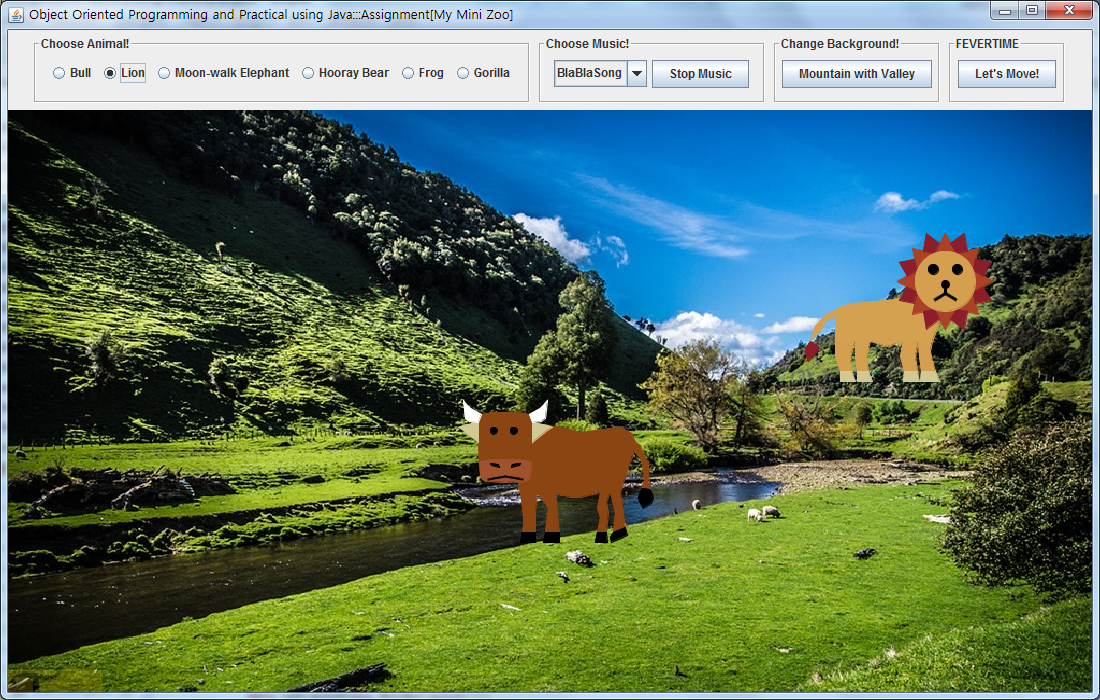 Object Oriented Programming and Practical using Java:::Assignment[My Mini Zoo]
Choose Animal!
Bull Lion Moon-walk Elephant Hooray Bear Frog Gorilla
Choose Music!
BlaBlaSong Stop Music
Change Background!
Mountain with Valley
FEVERTIME
Let's Move!